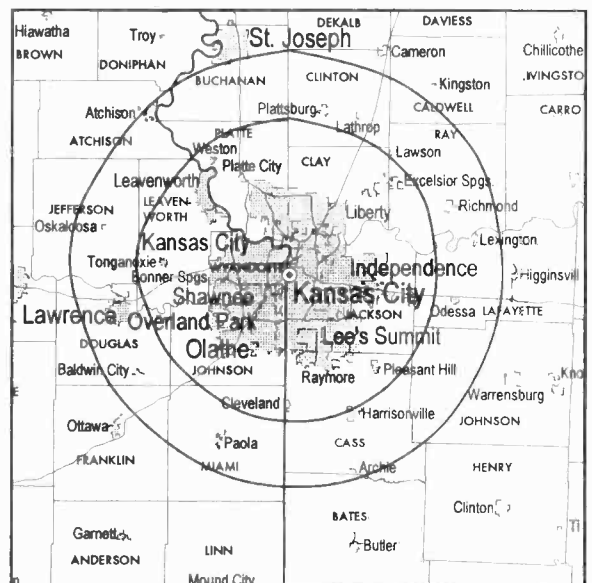 DEKALB DAVIESS
Hiawatha Troy St. Joseph
BROWN Cameron Chillicothe
DONIPHAN
BUCHANAN CLINTON Kingston
Atchison Plattsburg CALDWELL CARRO
ATCHISON PLATTE Lathrop RAY
Weston Lawson
Platte City CLAY
Leavenworth Excelsior Spgs
JEFFERSON LEAVEN- Liberty Richmond
WORTH
Oskaloosa
Kansas City Lexington
Tonganoxie WYANDOTTE Independence
Bonner Spgs Higginsvil
Shawnee Kansas City
Lawrence Overland Park JACKSON Odessa LAFAYETTE
DOUGLAS Olathe Lee's Summit
Baldwin City JOHNSON Raymore Pleasant Hill
Kno
Warrensburg
Cleveland Harrisonville JOHNSON
Ottawa Paola CASS
FRANKLIN MIAMI Archie HENRY
Clinton
BATES
Garnett Butler
ANDERSON LINN
Mound City